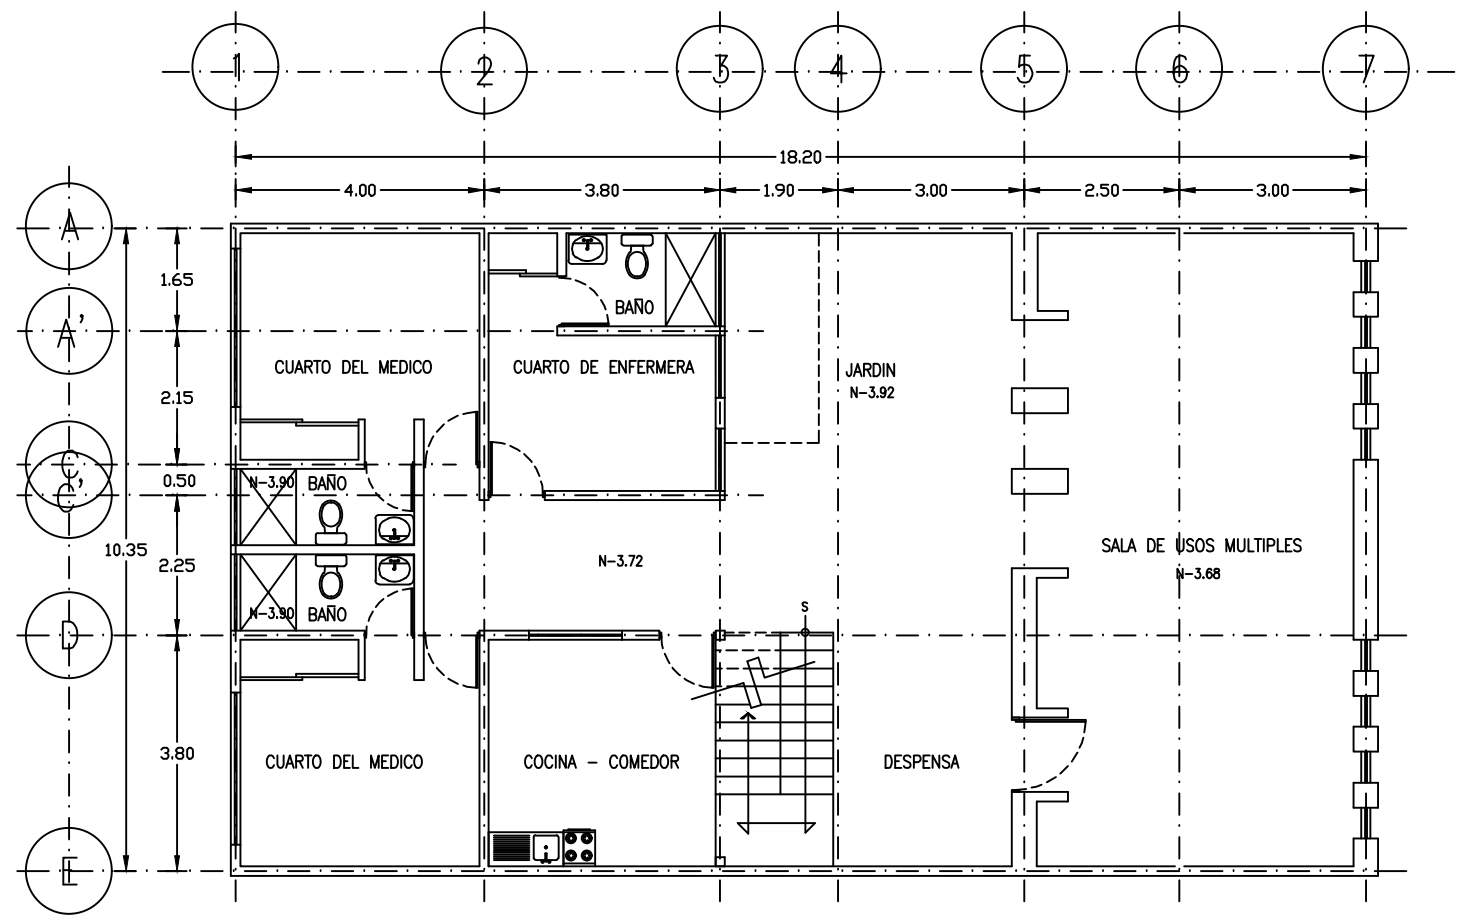 1 2 3 4 5 6 7
18.20
4.00 3.80 1.90 3.00 2.50 3.00
A
1.65
BAÑO
A'
CUARTO DEL MEDICO CUARTO DE ENFERMERA JARDIN
N-3.92
2.15
C
0.50 N-3.90 BAÑO
C'
10.35 2.25 N-3.72 SALA DE USOS MULTIPLES
N-3.68
N-3.90 BAÑO S
D
3.80 CUARTO DEL MEDICO COCINA - COMEDOR DESPENSA
E